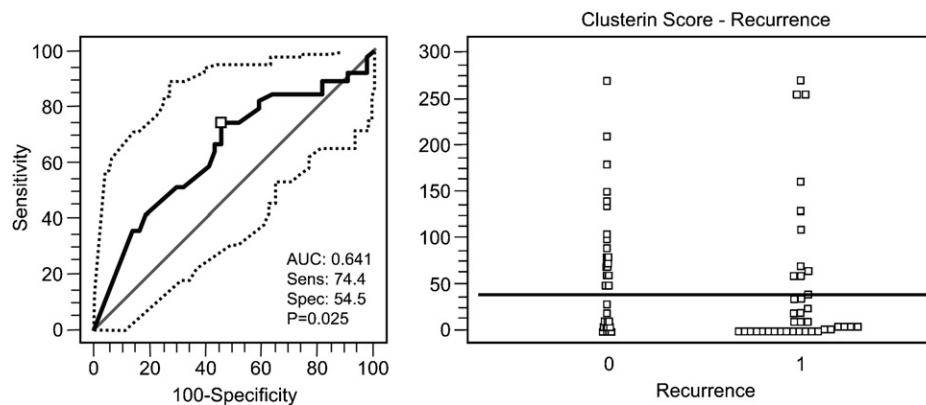 100
80
60
40
20
0
Sensitivity
AUC: 0.641
Sens: 74.4
Spec: 54.5
P=0.025
0 20 40 60 80 100
100-Specificity
Clusterin Score - Recurrence
300
250
200
150
100
50
0
0 1
Recurrence